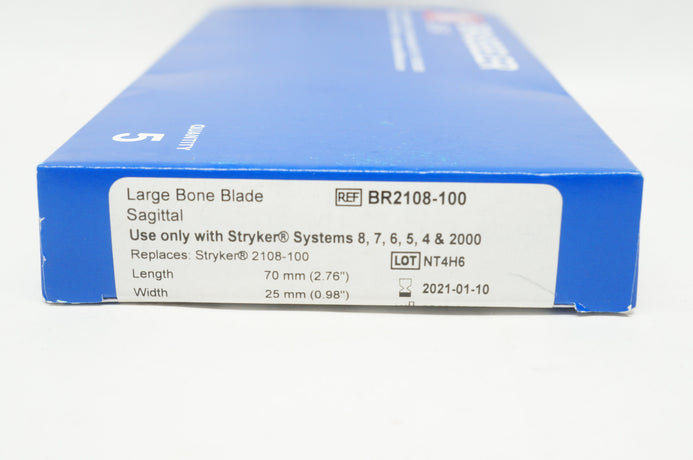 QUANTITY
5
Large Bone Blade
REF BR2108-100
Sagittal
Use only with Stryker® Systems 8, 7, 6, 5, 4 & 2000
Replaces: Stryker® 2108-100
LOT NT4H6
Length 70 mm (2.76")
Width 25 mm (0.98")
2021-01-10